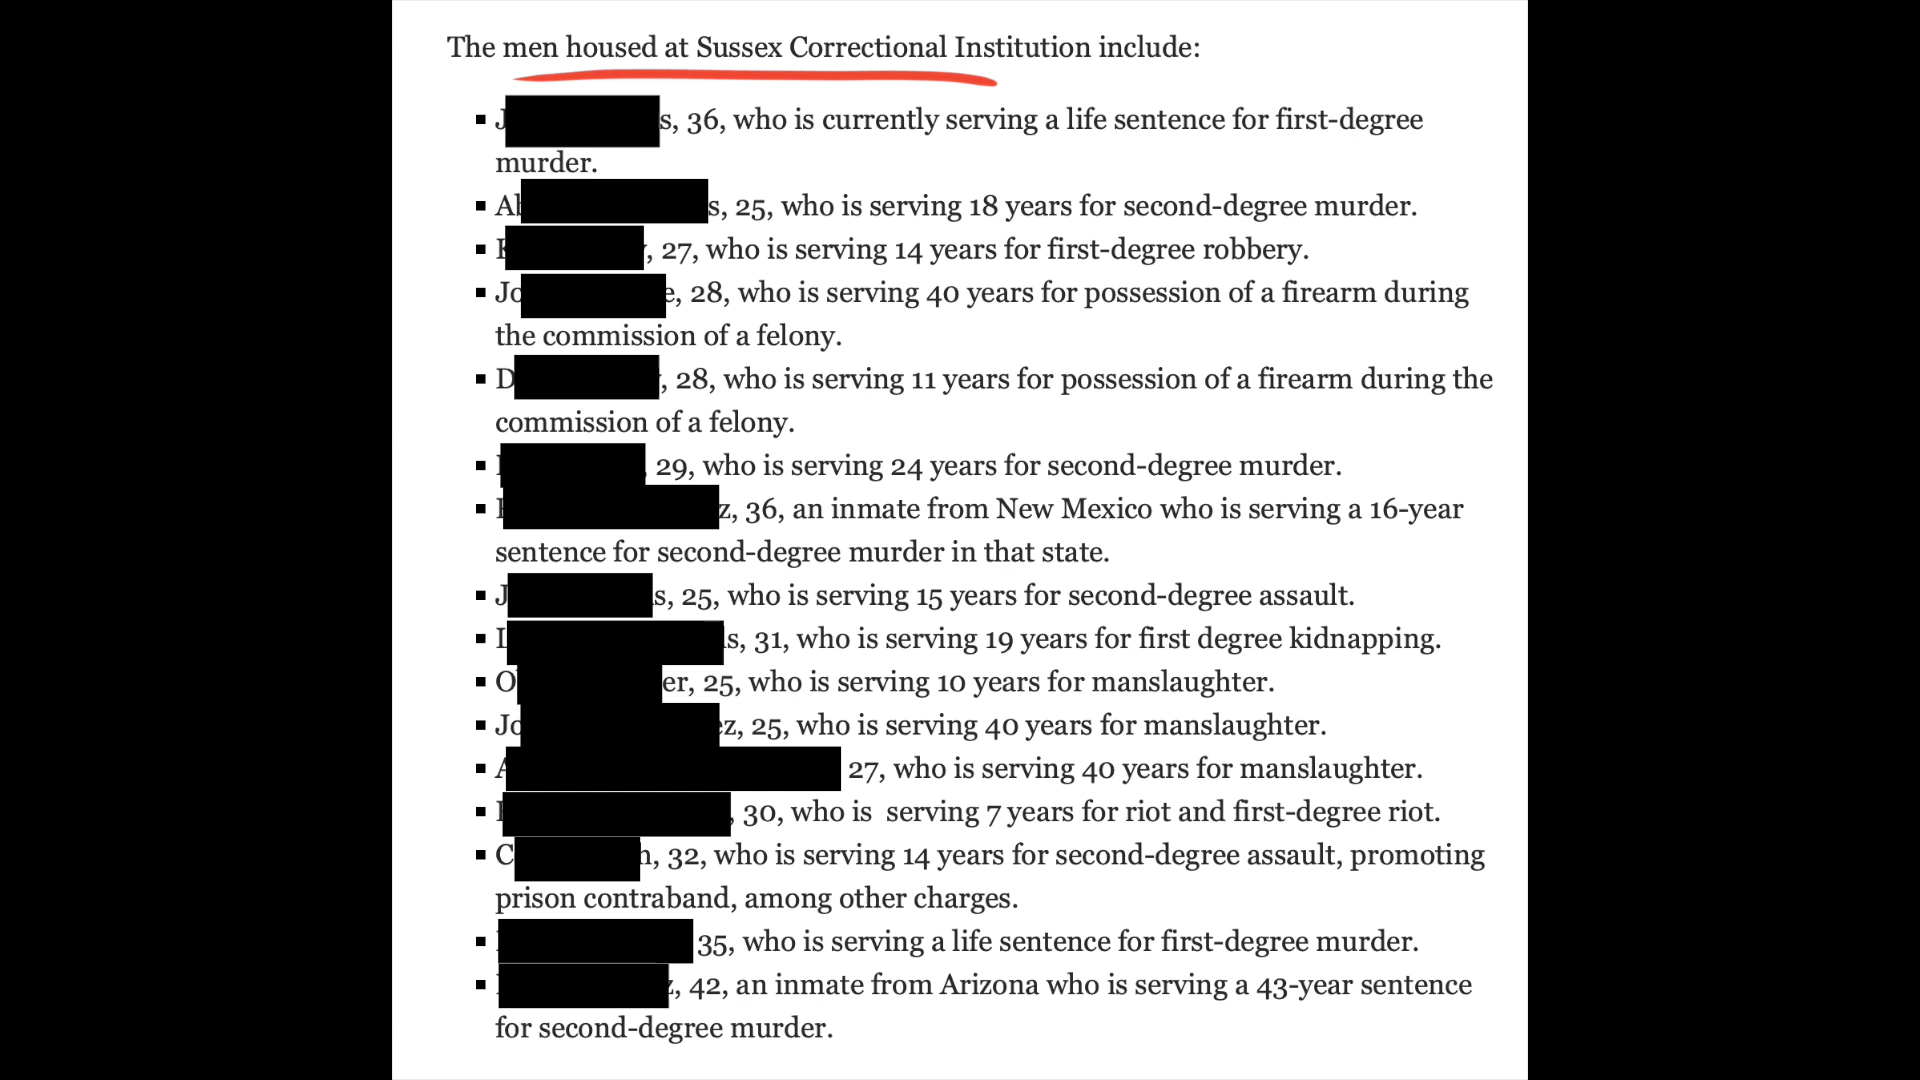 The men housed at Sussex Correctional Institution include:
J s, 36, who is currently serving a life sentence for first-degree
murder.
A s, 25, who is serving 18 years for second-degree murder.
, 27, who is serving 14 years for first-degree robbery.
Jo e, 28, who is serving 40 years for possession of a firearm during
the commission of a felony.
D , 28, who is serving 11 years for possession of a firearm during the
commission of a felony.
29, who is serving 24 years for second-degree murder.
z, 36, an inmate from New Mexico who is serving a 16-year
sentence for second-degree murder in that state.
J s, 25, who is serving 15 years for second-degree assault.
L s, 31, who is serving 19 years for first degree kidnapping.
O er, 25, who is serving 10 years for manslaughter.
Jo ez, 25, who is serving 40 years for manslaughter.
A 27, who is serving 40 years for manslaughter.
, 30, who is  serving 7 years for riot and first-degree riot.
C h, 32, who is serving 14 years for second-degree assault, promoting
prison contraband, among other charges.
35, who is serving a life sentence for first-degree murder.
z, 42, an inmate from Arizona who is serving a 43-year sentence
for second-degree murder.